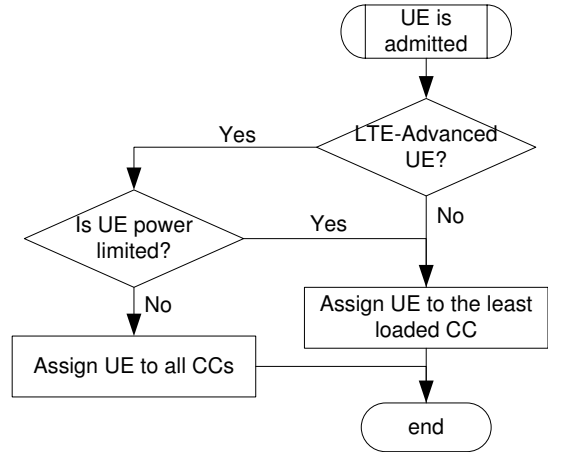 UE is
admitted
LTE-Advanced
UE?
Yes
No
Is UE power
limited?
Yes
No
Assign UE to the least
loaded CC
Assign UE to all CCs
end